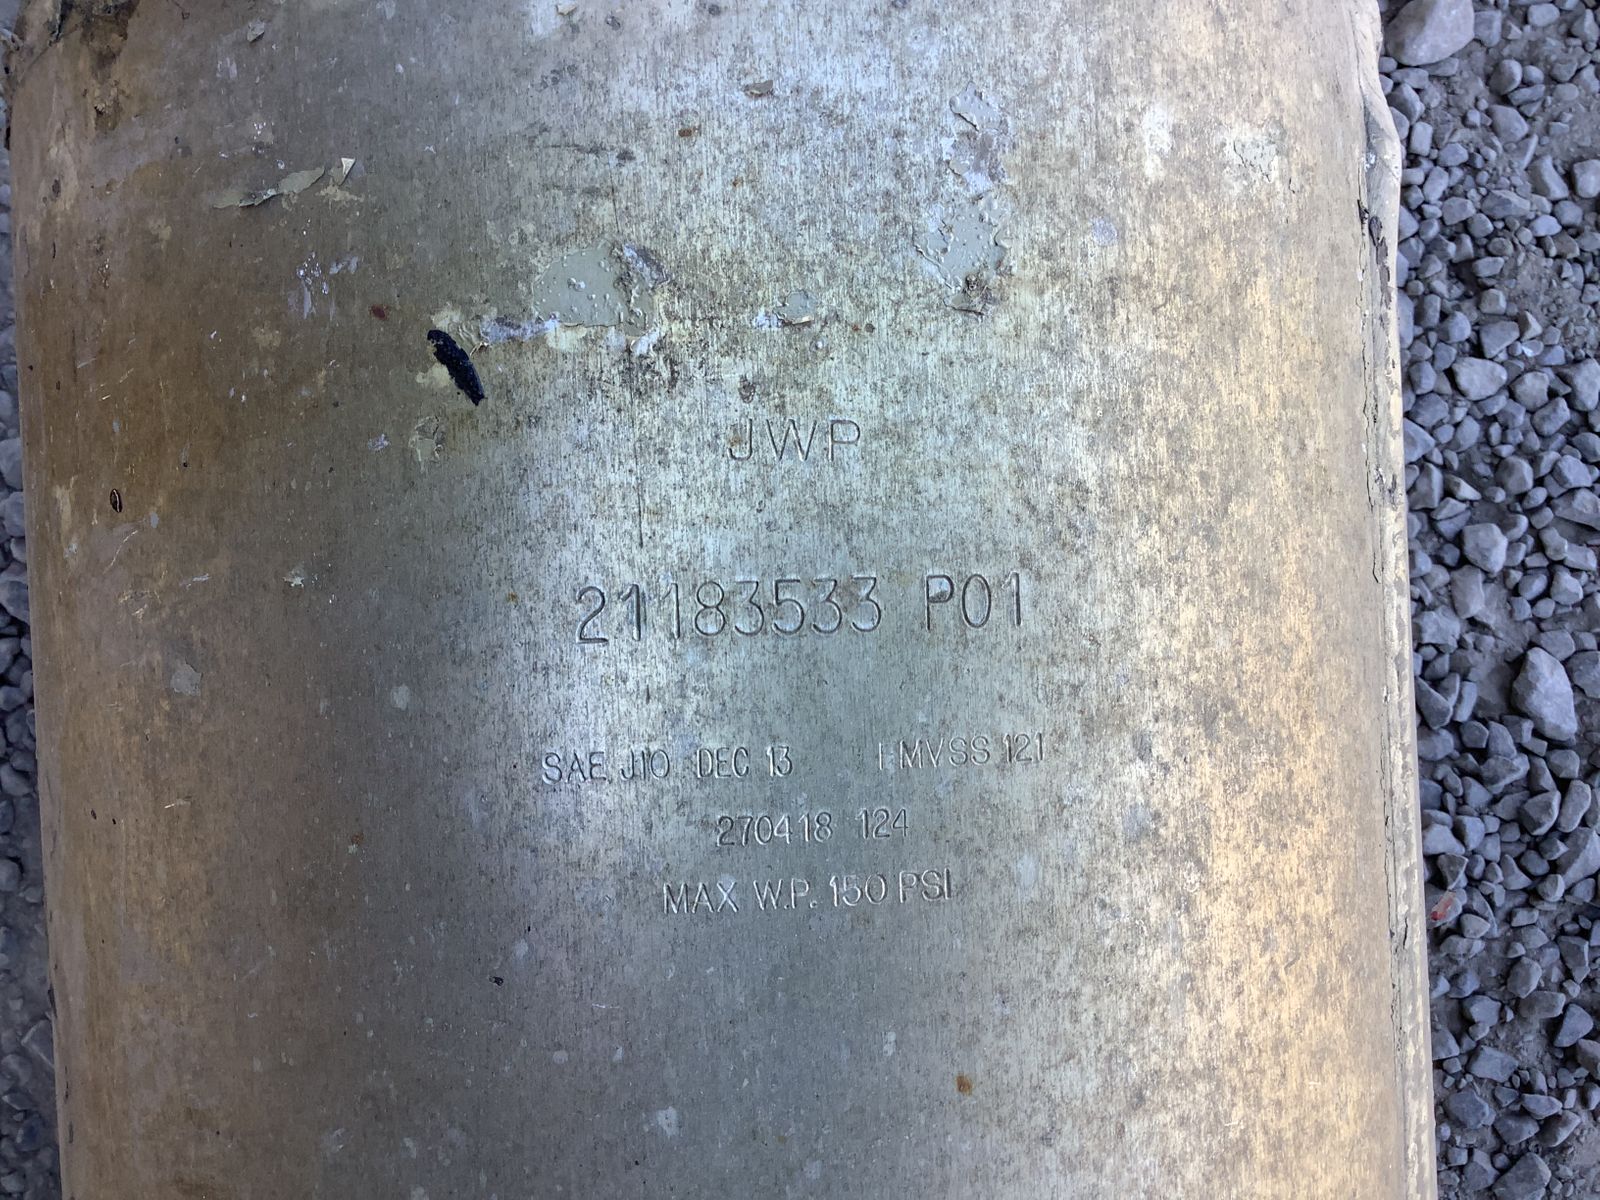 JWP
21183533 P01
SAE J10 DEC 13 FMVSS 121
270418 124
MAX W.P. 150 PSI